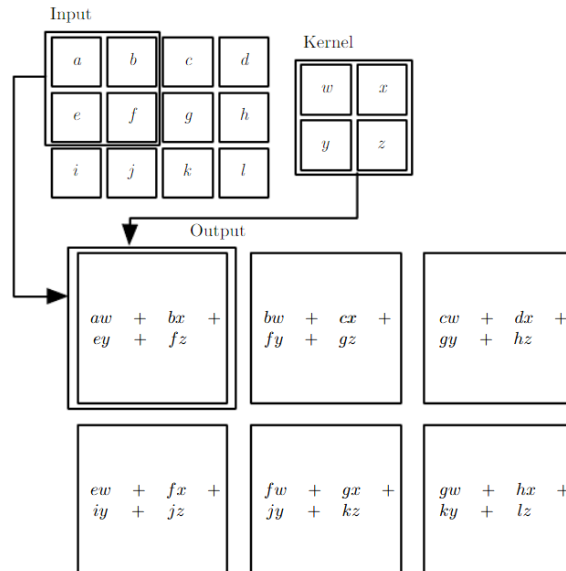 Input
a b c d
e f g h
i j k l
Kernel
w x
y z
Output
aw + bx +
ey + fz
bw + cx +
fy + gz
cw + dx +
gy + hz
ew + fx +
iy + jz
fw + gx +
jy + kz
gw + hx +
ky + lz